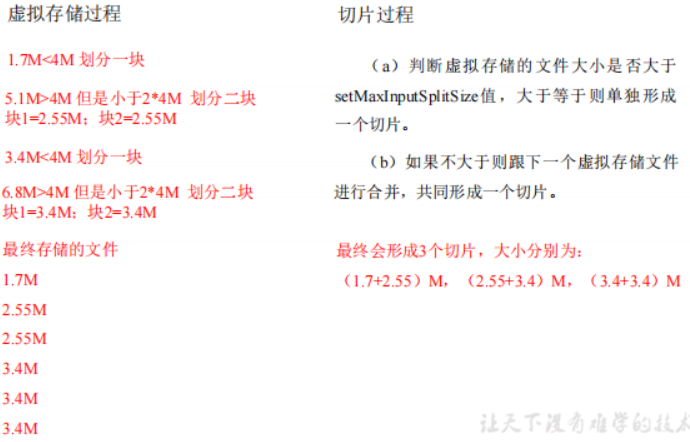 虚拟存储过程
1.7M<4M 划分一块
5.1M>4M 但是小于2*4M 划分二块
块1=2.55M；块2=2.55M
3.4M<4M 划分一块
6.8M>4M 但是小于2*4M 划分二块
块1=3.4M；块2=3.4M
最终存储的文件
1.7M
2.55M
2.55M
3.4M
3.4M
3.4M
切片过程
（a）判断虚拟存储的文件大小是否大于
setMaxInputSplitSize值，大于等于则单独形成
一个切片。
（b）如果不大于则跟下一个虚拟存储文件
进行合并，共同形成一个切片。
最终会形成3个切片，大小分别为：
（1.7+2.55）M，（2.55+3.4）M，（3.4+3.4）M
让天下没有难学的技术